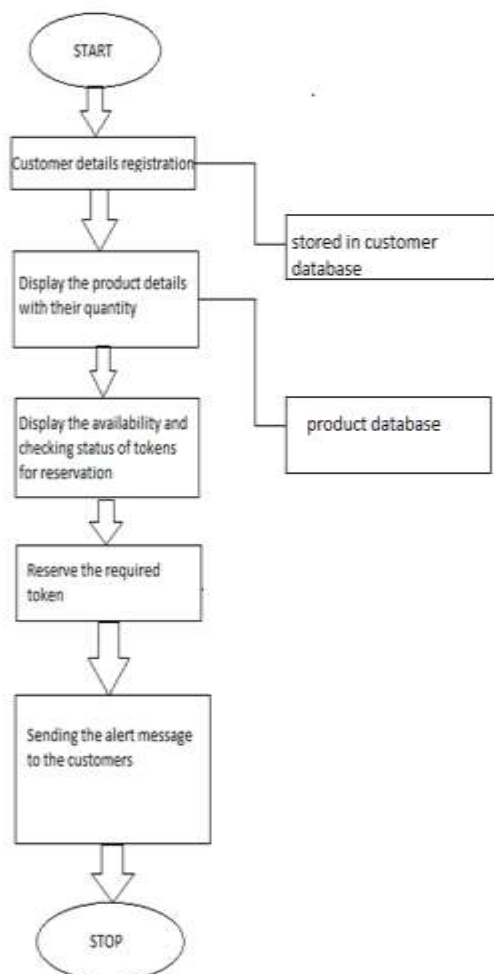 START
Customer details registration
stored in customer
database
Display the product details
with their quantity
Display the availability and
checking status of tokens
for reservation
product database
Reserve the required
token
Sending the alert message
to the customers
STOP